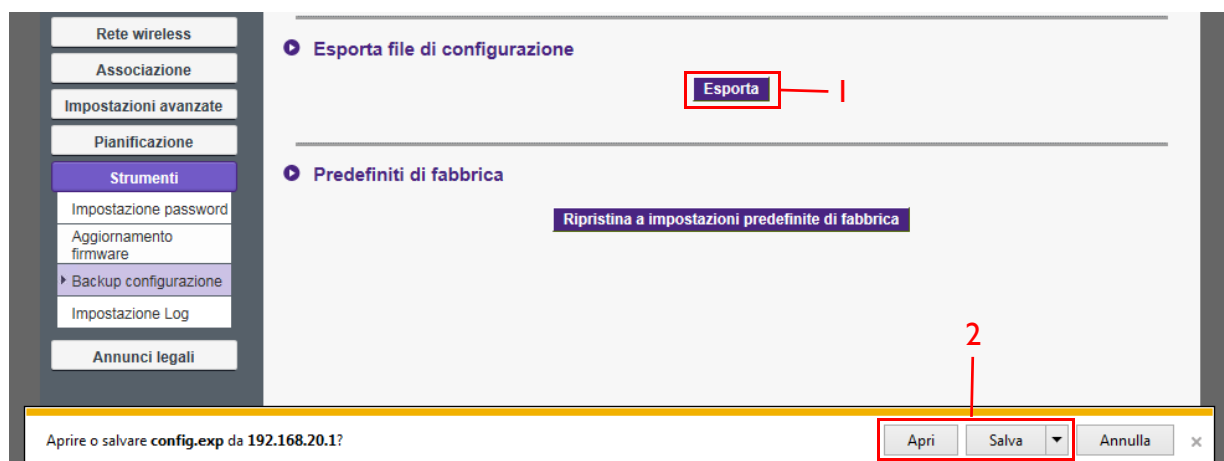 Rete wireless
Associazione
Impostazioni avanzate
Pianificazione
Strumenti
Impostazione password
Aggiornamento
firmware
Backup configurazione
Impostazione Log
Annunci legali
Esporta file di configurazione
Esporta
1
Predefiniti di fabbrica
Ripristina a impostazioni predefinite di fabbrica
2
Aprire o salvare config.exp da 192.168.20.1?
Apri
Salva
Annulla